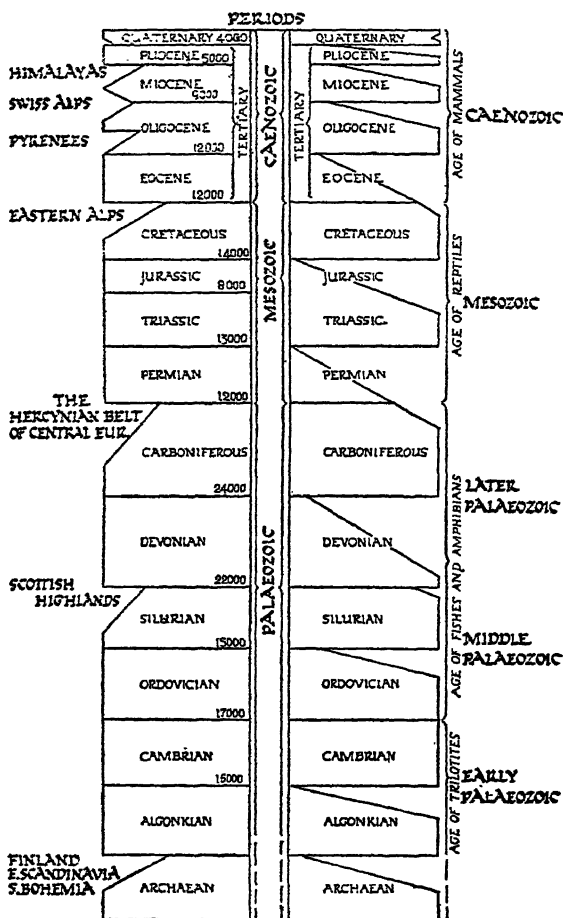 PERIODS
HIMALAYAS
SWISS ALPS
PYRENEES
EASTERN ALPS
THE
HERCYNIAN BELT
OF CENTRAL EUR.
SCOTTISH
HIGHLANDS
FINLAND
E.SCANDINAVIA
S.BOHEMIA
QUATERNARY 4000
PLIOCENE 5000
MIOCENE
OLIGOCENE
12000
EOCENE
12000
TERTIARY
CRETACEOUS
14000
JURASSIC
8000
TRIASSIC
13000
PERMIAN
12000
CARBONIFEROUS
24000
DEVONIAN
22000
SILURIAN
15000
ORDOVICIAN
17000
CAMBRIAN
ALGONKIAN
ARCHAEAN
CAENOZOIC
MESOZOIC
PALAEOZOIC
QUATERNARY
PLIOCENE
MIOCENE
OLIGOCENE
EOCENE
TERTIARY
CRETACEOUS
JURASSIC
TRIASSIC
PERMIAN
CARBONIFEROUS
DEVONIAN
SILURIAN
ORDOVICIAN
CAMBRIAN
ALGONKIAN
ARCHAEAN
AGE OF MAMMALS
AGE OF REPTILES
AGE OF FISHES AND AMPHIBIANS
AGE OF TRILOTITES
CAENOZOIC
MESOZOIC
LATER
PALAEOZOIC
MIDDLE
PALAEOZOIC
EARLY
PALAEOZOIC